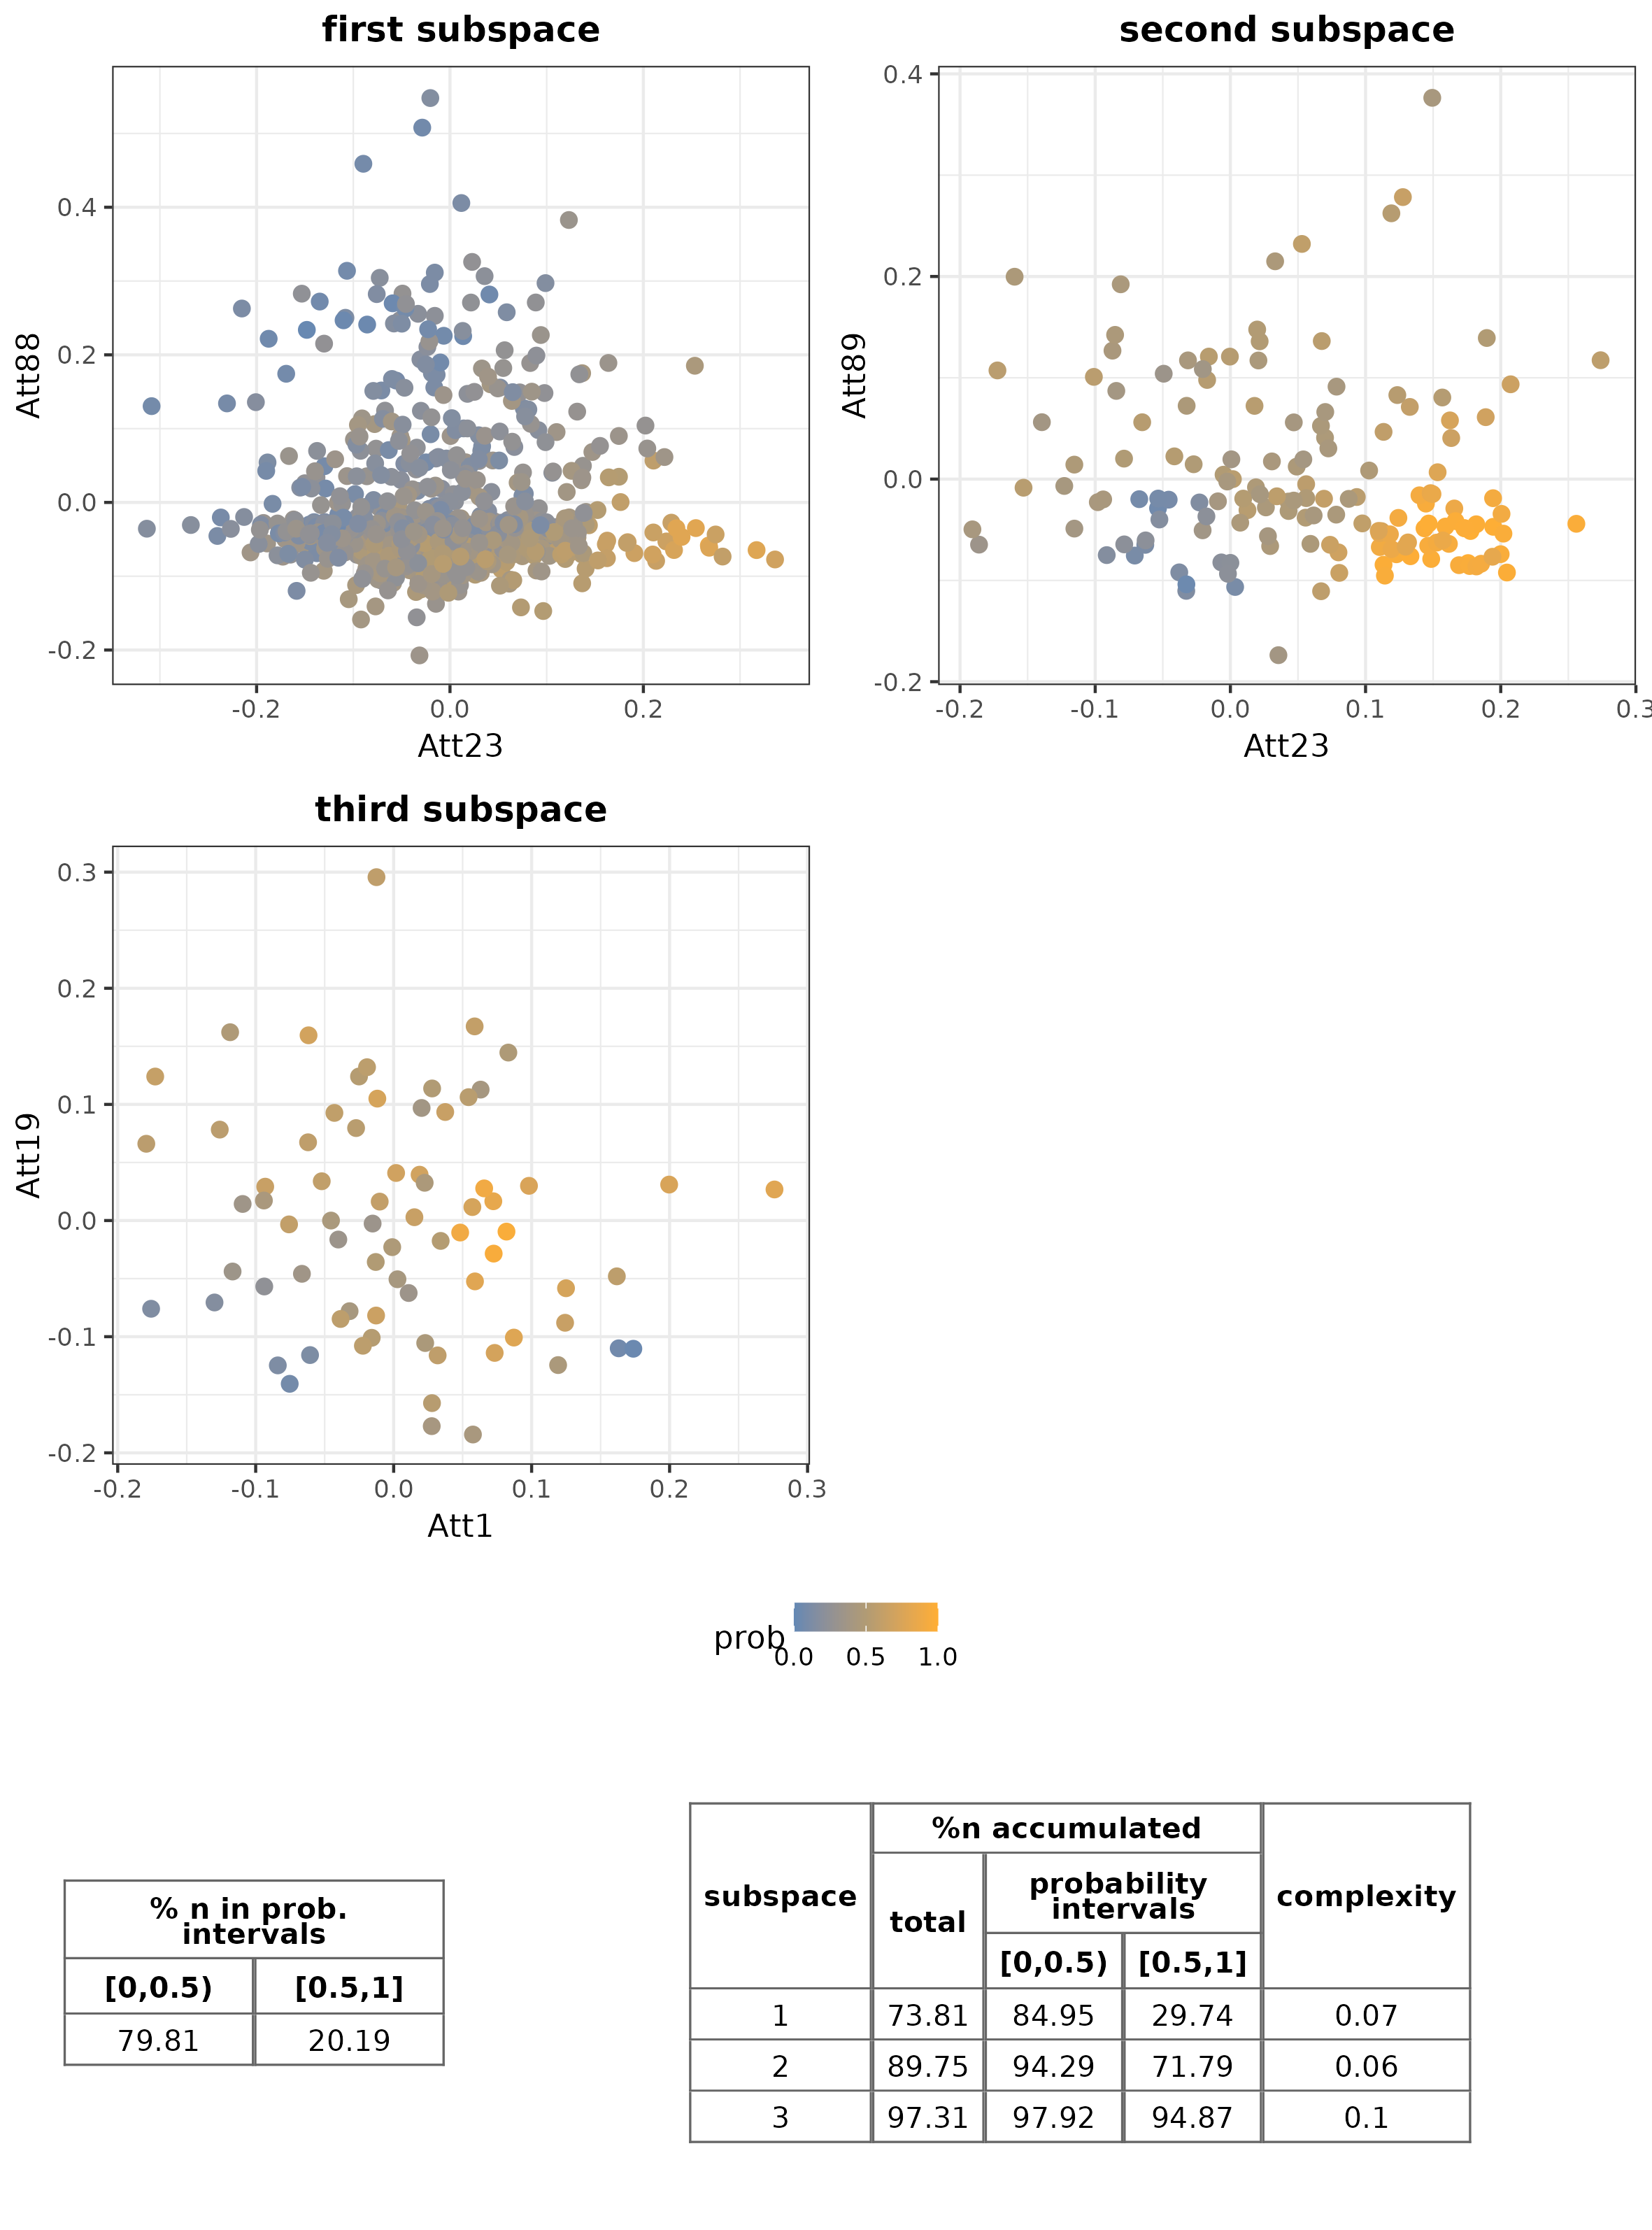 first subspace
second subspace
0.4
0.2
0.0
-0.2
Att88
-0.2
0.0
0.2
Att23
0.4
0.2
0.0
-0.2
Att89
-0.2
-0.1
0.0
0.1
0.2
0.3
Att23
third subspace
0.3
0.2
0.1
0.0
-0.1
-0.2
Att19
-0.2
-0.1
0.0
0.1
0.2
0.3
Att1
prob
0.0 0.5 1.0
% n in prob.
intervals
[0,0.5) [0.5,1]
79.81 20.19
%n accumulated
subspace
total
probability
intervals
complexity
[0,0.5) [0.5,1]
1 73.81 84.95 29.74 0.07
2 89.75 94.29 71.79 0.06
3 97.31 97.92 94.87 0.1